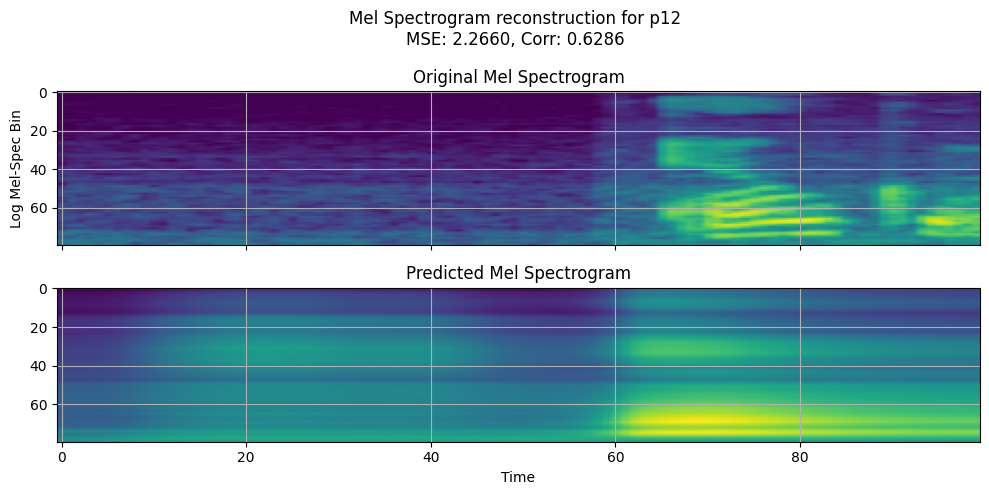 Mel Spectrogram reconstruction for p12
MSE: 2.2660, Corr: 0.6286
Original Mel Spectrogram
Log Mel-Spec Bin
0
20
40
60
Predicted Mel Spectrogram
0
20
40
60
0 20 40 60 80
Time